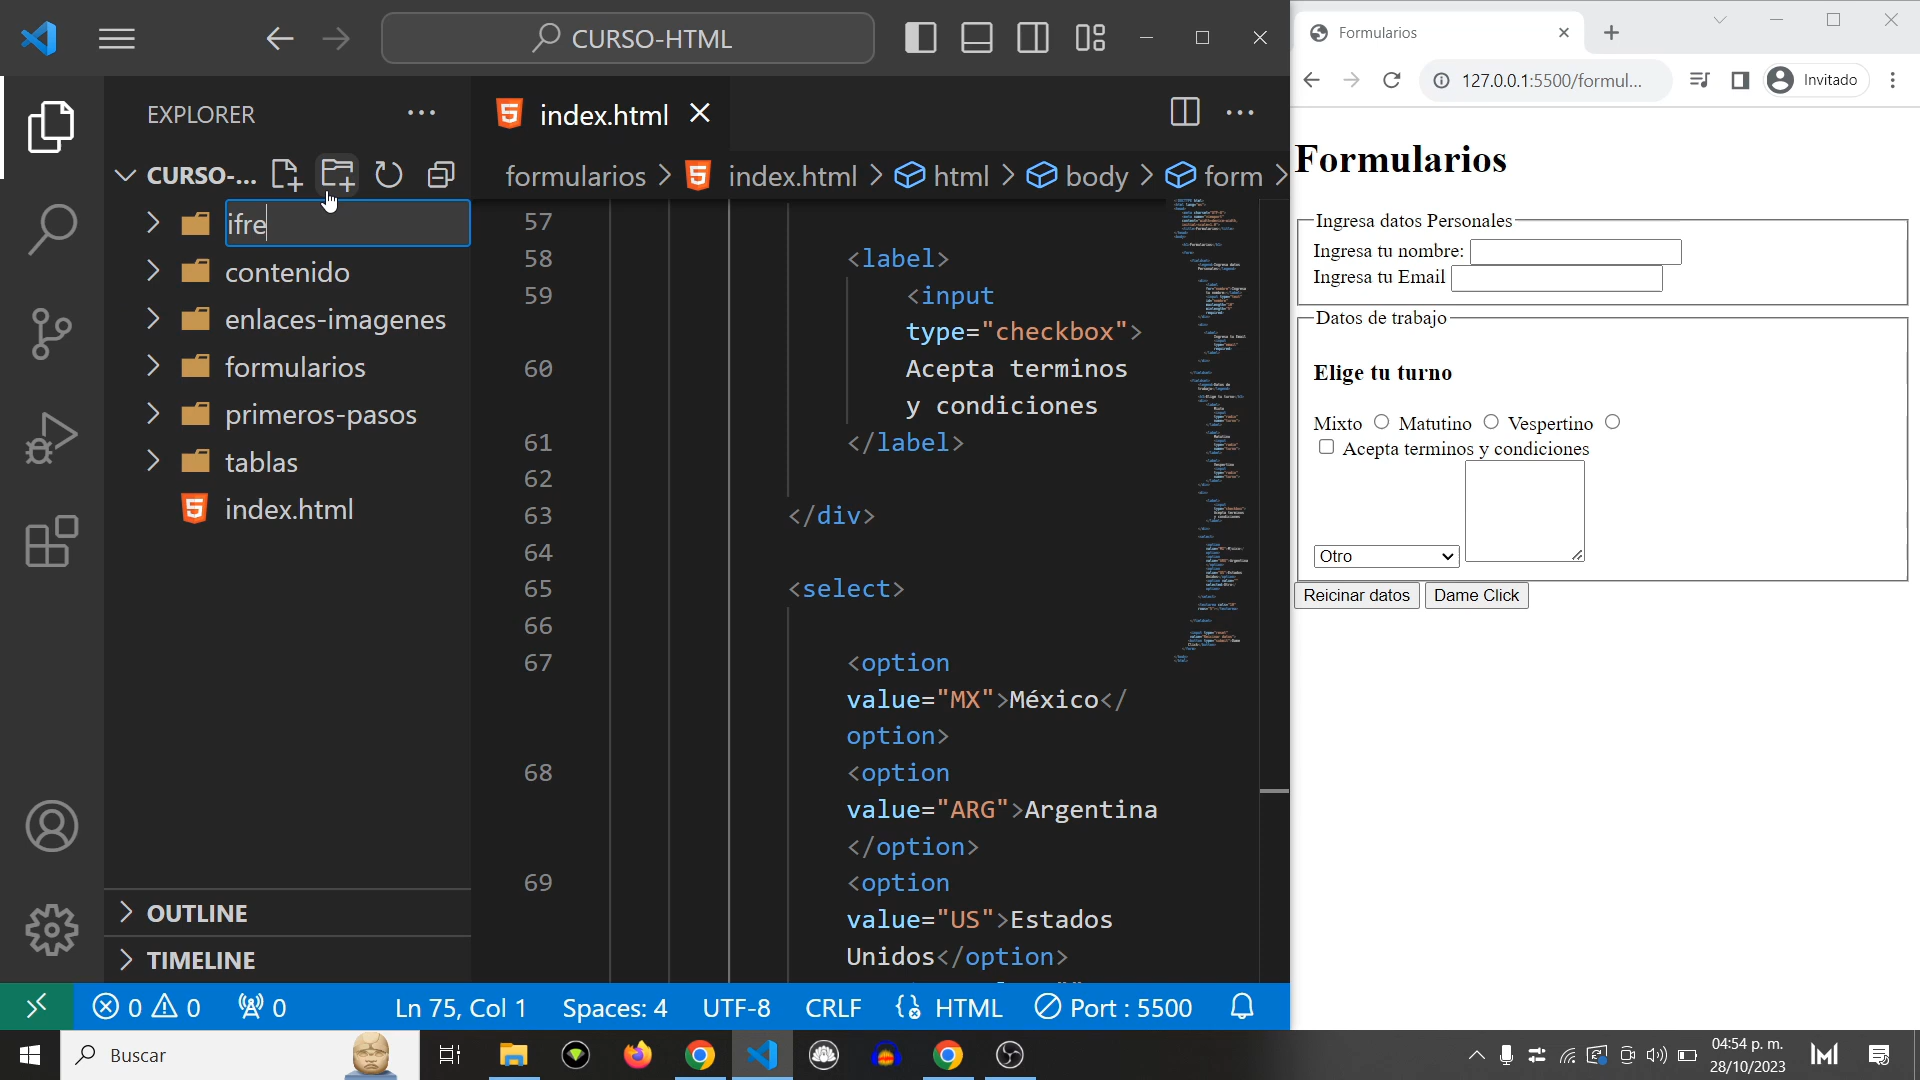 CURSO-HTML
EXPLORER
CURSO-...
ifre
contenido
enlaces-imagenes
formularios
primeros-pasos
tablas
index.html
OUTLINE
TIMELINE
index.html
formularios > index.html > html > body > form >
57
58 <label>
59 <input
type="checkbox">
60 Acepta terminos
y condiciones
61 </label>
62
63 </div>
64
65 <select>
66
67 <option
value="MX">México</
option>
68 <option
value="ARG">Argentina
</option>
69 <option
value="US">Estados
Unidos</option>
0 0 0 Ln 75, Col 1 Spaces: 4 UTF-8 CRLF HTML Port : 5500
Formularios
127.0.0.1:5500/formul...
Invitado
Formularios
Ingresa datos Personales
Ingresa tu nombre:
Ingresa tu Email
Datos de trabajo
Elige tu turno
Mixto Matutino Vespertino
Acepta terminos y condiciones
Otro
Reicinar datos Dame Click
Buscar
04:54 p. m.
28/10/2023